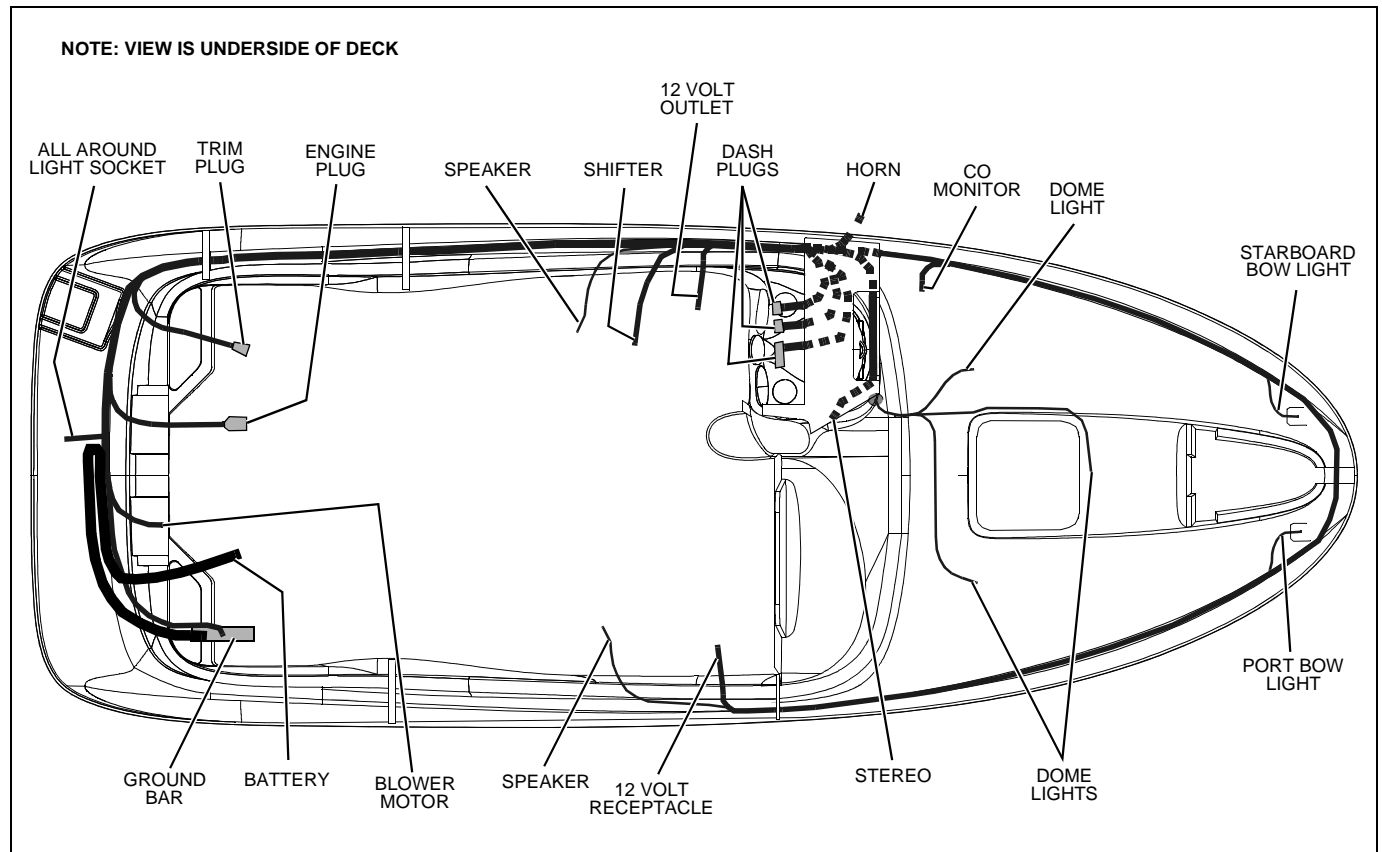 NOTE: VIEW IS UNDERSIDE OF DECK
12 VOLT
OUTLET
ALL AROUND
LIGHT SOCKET
TRIM
PLUG
ENGINE
PLUG
SPEAKER
SHIFTER
DASH
PLUGS
HORN
CO
MONITOR
DOME
LIGHT
STARBOARD
BOW LIGHT
PORT BOW
LIGHT
GROUND
BAR
BATTERY
BLOWER
MOTOR
SPEAKER
12 VOLT
RECEPTACLE
STEREO
DOME
LIGHTS